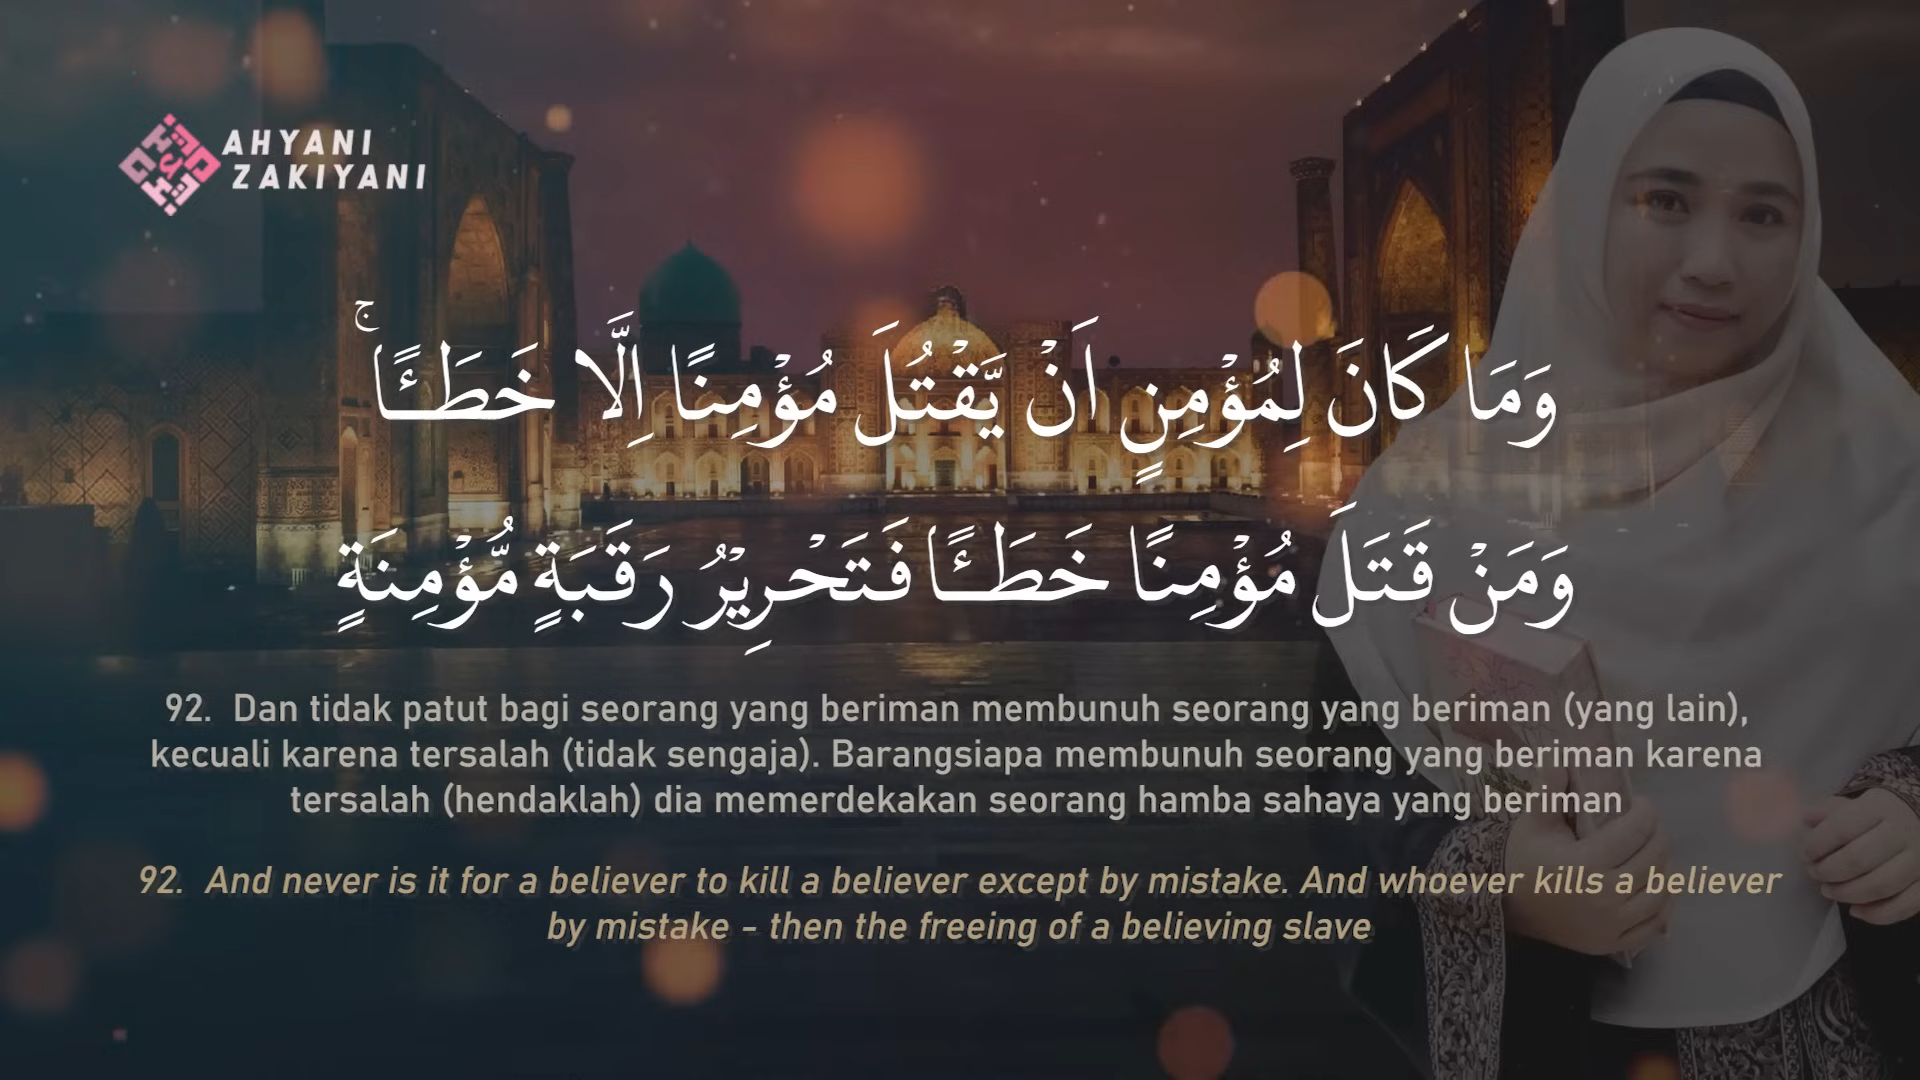 AHYANI
ZAKIYANI
وَمَا كَانَ لِمُؤْمِنٍ اَنْ يَّقْتُلَ مُؤْمِنًا اِلَّا خَطَـًٔا ۚ
وَمَنْ قَتَلَ مُؤْمِنًا خَطَـًٔا فَتَحْرِيْرُ رَقَبَةٍ مُّؤْمِنَةٍ
92. Dan tidak patut bagi seorang yang beriman membunuh seorang yang beriman (yang lain),
kecuali karena tersalah (tidak sengaja). Barangsiapa membunuh seorang yang beriman karena
tersalah (hendaklah) dia memerdekakan seorang hamba sahaya yang beriman
92. And never is it for a believer to kill a believer except by mistake. And whoever kills a believer
by mistake - then the freeing of a believing slave